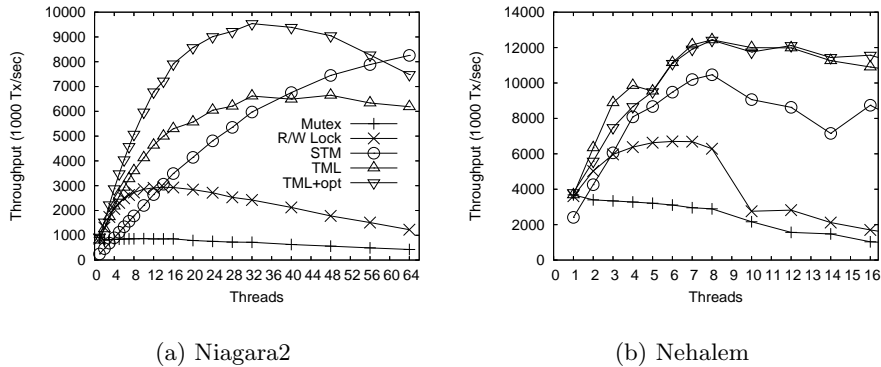 10000
9000
8000
7000
6000
5000
4000
3000
2000
1000
0
Throughput (1000 Tx/sec)
Mutex
R/W Lock
STM
TML
TML+opt
0 4 8 12 16 20 24 28 32 36 40 44 48 52 56 60 64
Threads
(a) Niagara2
14000
12000
10000
8000
6000
4000
2000
0
Throughput (1000 Tx/sec)
0 1 2 3 4 5 6 7 8 9 10 11 12 13 14 15 16
Threads
(b) Nehalem